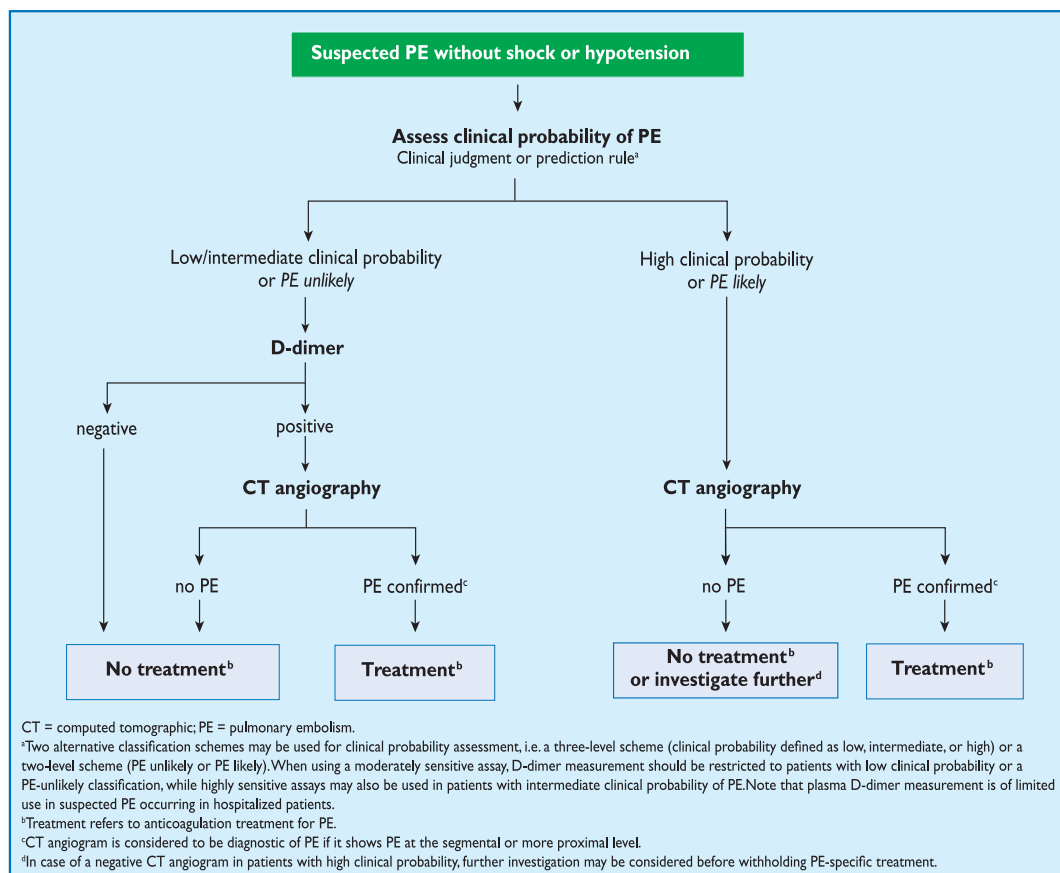 Suspected PE without shock or hypotension
Assess clinical probability of PE
Clinical judgment or prediction ruleᵃ
Low/intermediate clinical probability
or PE unlikely
High clinical probability
or PE likely
D-dimer
negative
positive
CT angiography
CT angiography
no PE
PE confirmedᶜ
no PE
PE confirmedᶜ
No treatmentᵇ
Treatmentᵇ
No treatmentᵇ
or investigate furtherᵈ
Treatmentᵇ
CT = computed tomographic; PE = pulmonary embolism.
ᵃTwo alternative classification schemes may be used for clinical probability assessment, i.e. a three-level scheme (clinical probability defined as low, intermediate, or high) or a
two-level scheme (PE unlikely or PE likely). When using a moderately sensitive assay, D-dimer measurement should be restricted to patients with low clinical probability or a
PE-unlikely classification, while highly sensitive assays may also be used in patients with intermediate clinical probability of PE. Note that plasma D-dimer measurement is of limited
use in suspected PE occurring in hospitalized patients.
ᵇTreatment refers to anticoagulation treatment for PE.
ᶜCT angiogram is considered to be diagnostic of PE if it shows PE at the segmental or more proximal level.
ᵈIn case of a negative CT angiogram in patients with high clinical probability, further investigation may be considered before withholding PE-specific treatment.